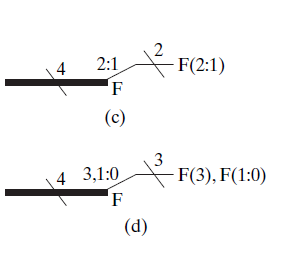 4 2:1 2 F(2:1)
F
(c)
4 3,1:0 3 F(3), F(1:0)
F
(d)